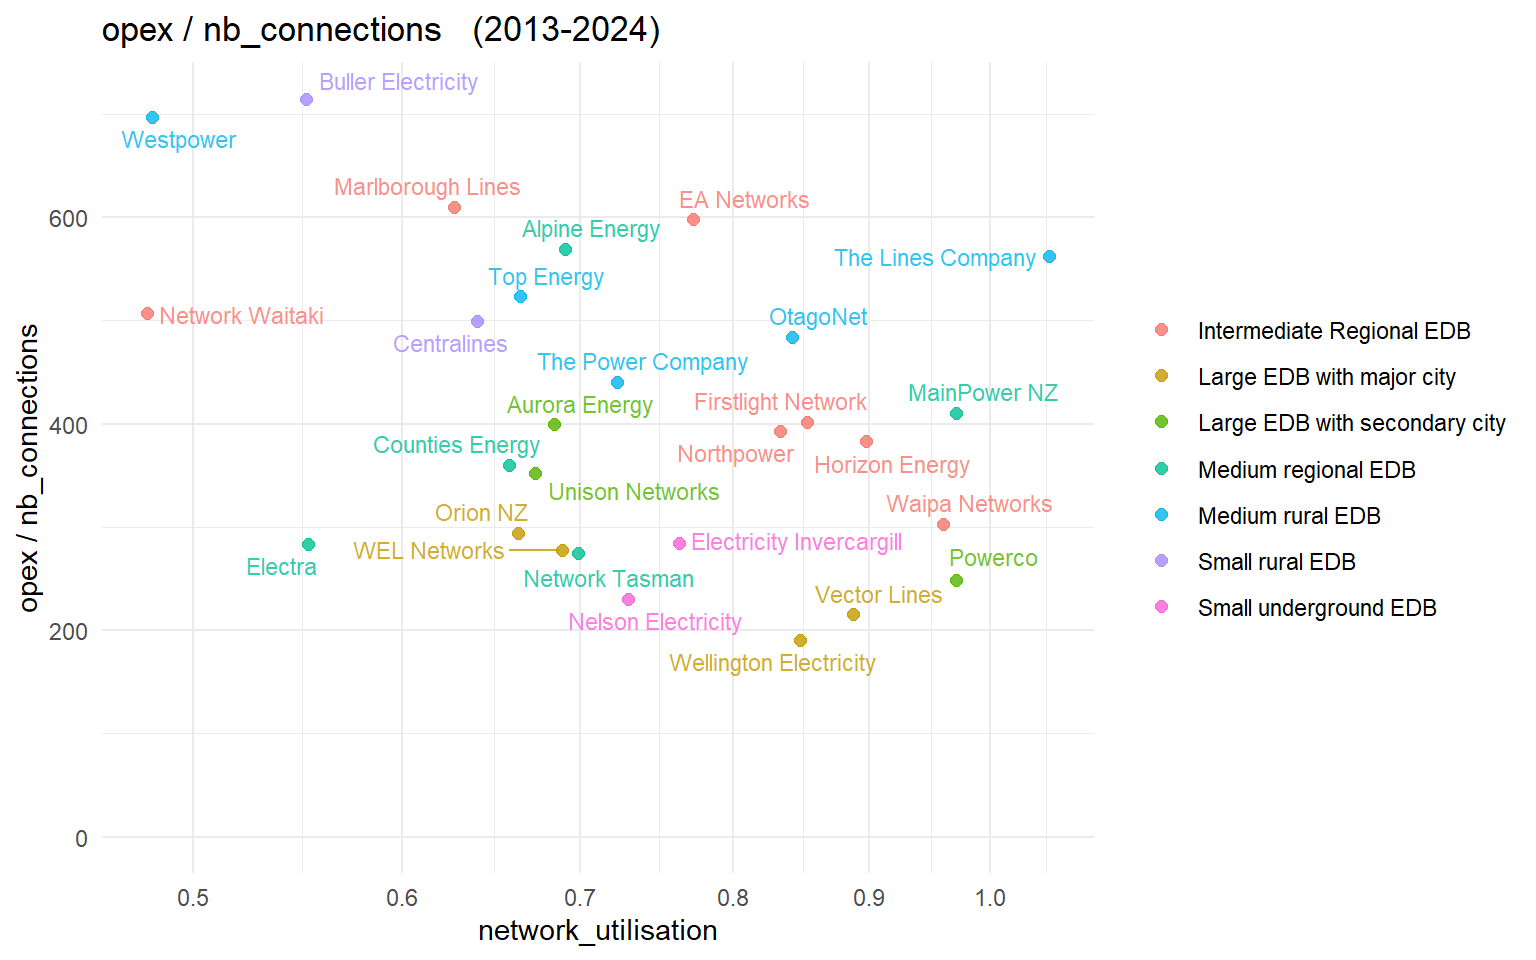 opex / nb_connections (2013-2024)
Buller Electricity
Westpower
Marlborough Lines
EA Networks
Alpine Energy
The Lines Company
Top Energy
Network Waitaki
OtagoNet
Centralines
The Power Company
MainPower NZ
Firstlight Network
Aurora Energy
Counties Energy
Northpower
Horizon Energy
Unison Networks
Waipa Networks
Orion NZ
Electricity Invercargill
WEL Networks
Powerco
Electra
Network Tasman
Vector Lines
Nelson Electricity
Wellington Electricity
600
400
200
0
opex / nb_connections
0.5 0.6 0.7 0.8 0.9 1.0
network_utilisation
Intermediate Regional EDB
Large EDB with major city
Large EDB with secondary city
Medium regional EDB
Medium rural EDB
Small rural EDB
Small underground EDB